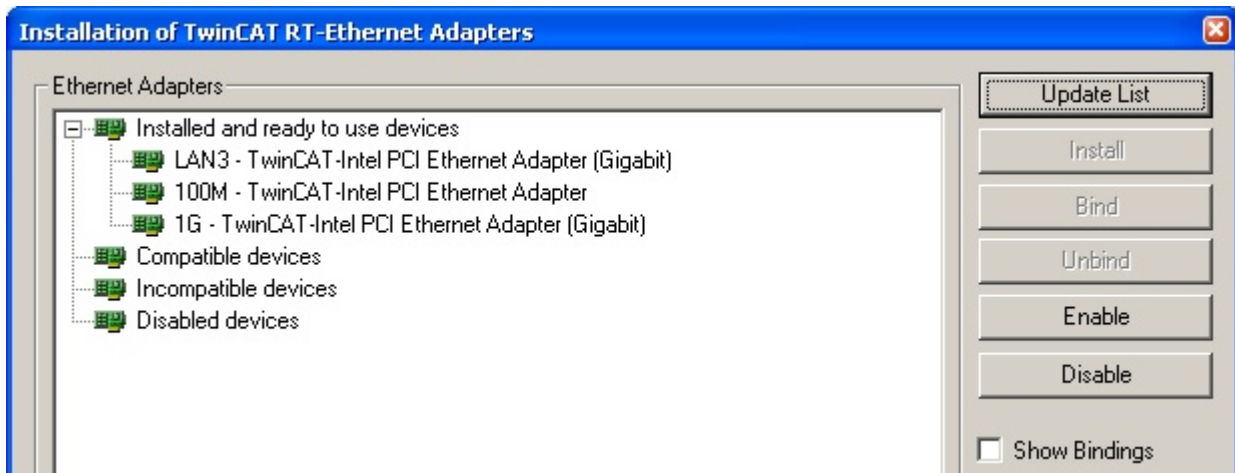 Installation of TwinCAT RT-Ethernet Adapters
Ethernet Adapters
Installed and ready to use devices
LAN3 - TwinCAT-Intel PCI Ethernet Adapter (Gigabit)
100M - TwinCAT-Intel PCI Ethernet Adapter
1G - TwinCAT-Intel PCI Ethernet Adapter (Gigabit)
Compatible devices
Incompatible devices
Disabled devices
Update List
Install
Bind
Unbind
Enable
Disable
Show Bindings